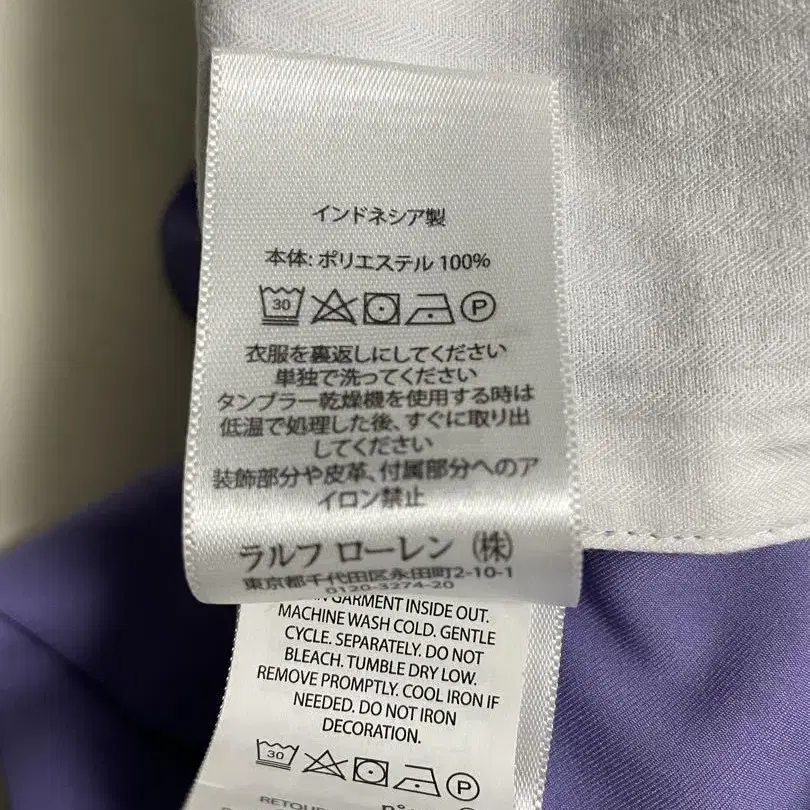 インドネシア製
本体: ポリエステル 100%
30
P
衣服を裏返しにしてください
単独で洗ってください
タンブラー乾燥機を使用する時は
低温で処理した後、すぐに取り出
してください
装飾部分や皮革、付属部分へのア
イロン禁止
ラルフ ローレン (株)
東京都千代田区永田町2-10-1
0120-3274-20
GARMENT INSIDE OUT.
MACHINE WASH COLD. GENTLE
CYCLE. SEPARATELY. DO NOT
BLEACH. TUMBLE DRY LOW.
REMOVE PROMPTLY. COOL IRON IF
NEEDED. DO NOT IRON
DECORATION.
30
P